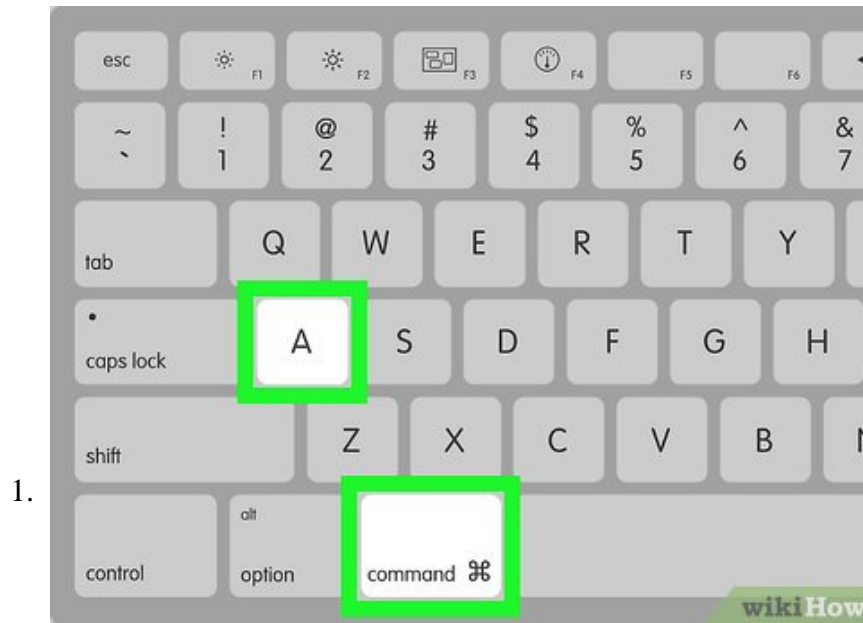 esc F1 F2 F3 F4 F5 F6
~ ! @ # $ % ^ &
` 1 2 3 4 5 6 7
tab Q W E R T Y
caps lock A S D F G H
shift Z X C V B
1.
alt
control option command ⌘
wikiHow